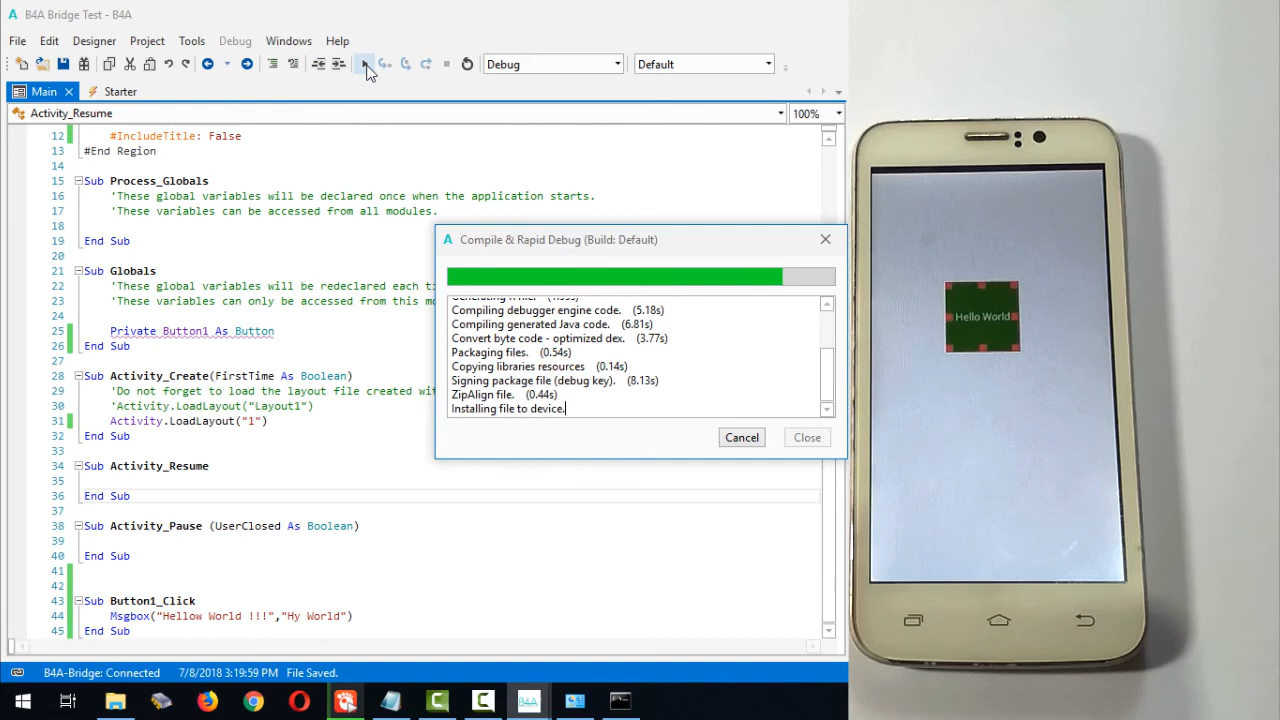 B4A Bridge Test - B4A
File Edit Designer Project Tools Debug Windows Help
Debug Default
Main Starter
Activity_Resume 100%
12 #IncludeTitle: False
13 #End Region
14
15 Sub Process_Globals
16 'These global variables will be declared once when the application starts.
17 'These variables can be accessed from all modules.
18
19 End Sub
20
21 Sub Globals
22 'These global variables will be redeclared each ti
23 'These variables can only be accessed from this mo
25 Private Button1 As Button
26 End Sub
27
28 Sub Activity_Create(FirstTime As Boolean)
29 'Do not forget to load the layout file created wit
30 'Activity.LoadLayout("Layout1")
31 Activity.LoadLayout("1")
32 End Sub
33
34 Sub Activity_Resume
36 End Sub
37
38 Sub Activity_Pause (UserClosed As Boolean)
40 End Sub
41
42
43 Sub Button1_Click
44 Msgbox("Hellow World !!!","Hy World")
45 End Sub
Compile & Rapid Debug (Build: Default)
Compiling debugger engine code. (5.18s)
Compiling generated Java code. (6.81s)
Convert byte code - optimized dex. (3.77s)
Packaging files. (0.54s)
Copying libraries resources (0.14s)
Signing package file (debug key). (8.13s)
ZipAlign file. (0.44s)
Installing file to device.
Cancel Close
B4A-Bridge: Connected 7/8/2018 3:19:59 PM File Saved.
B4A
Hello World